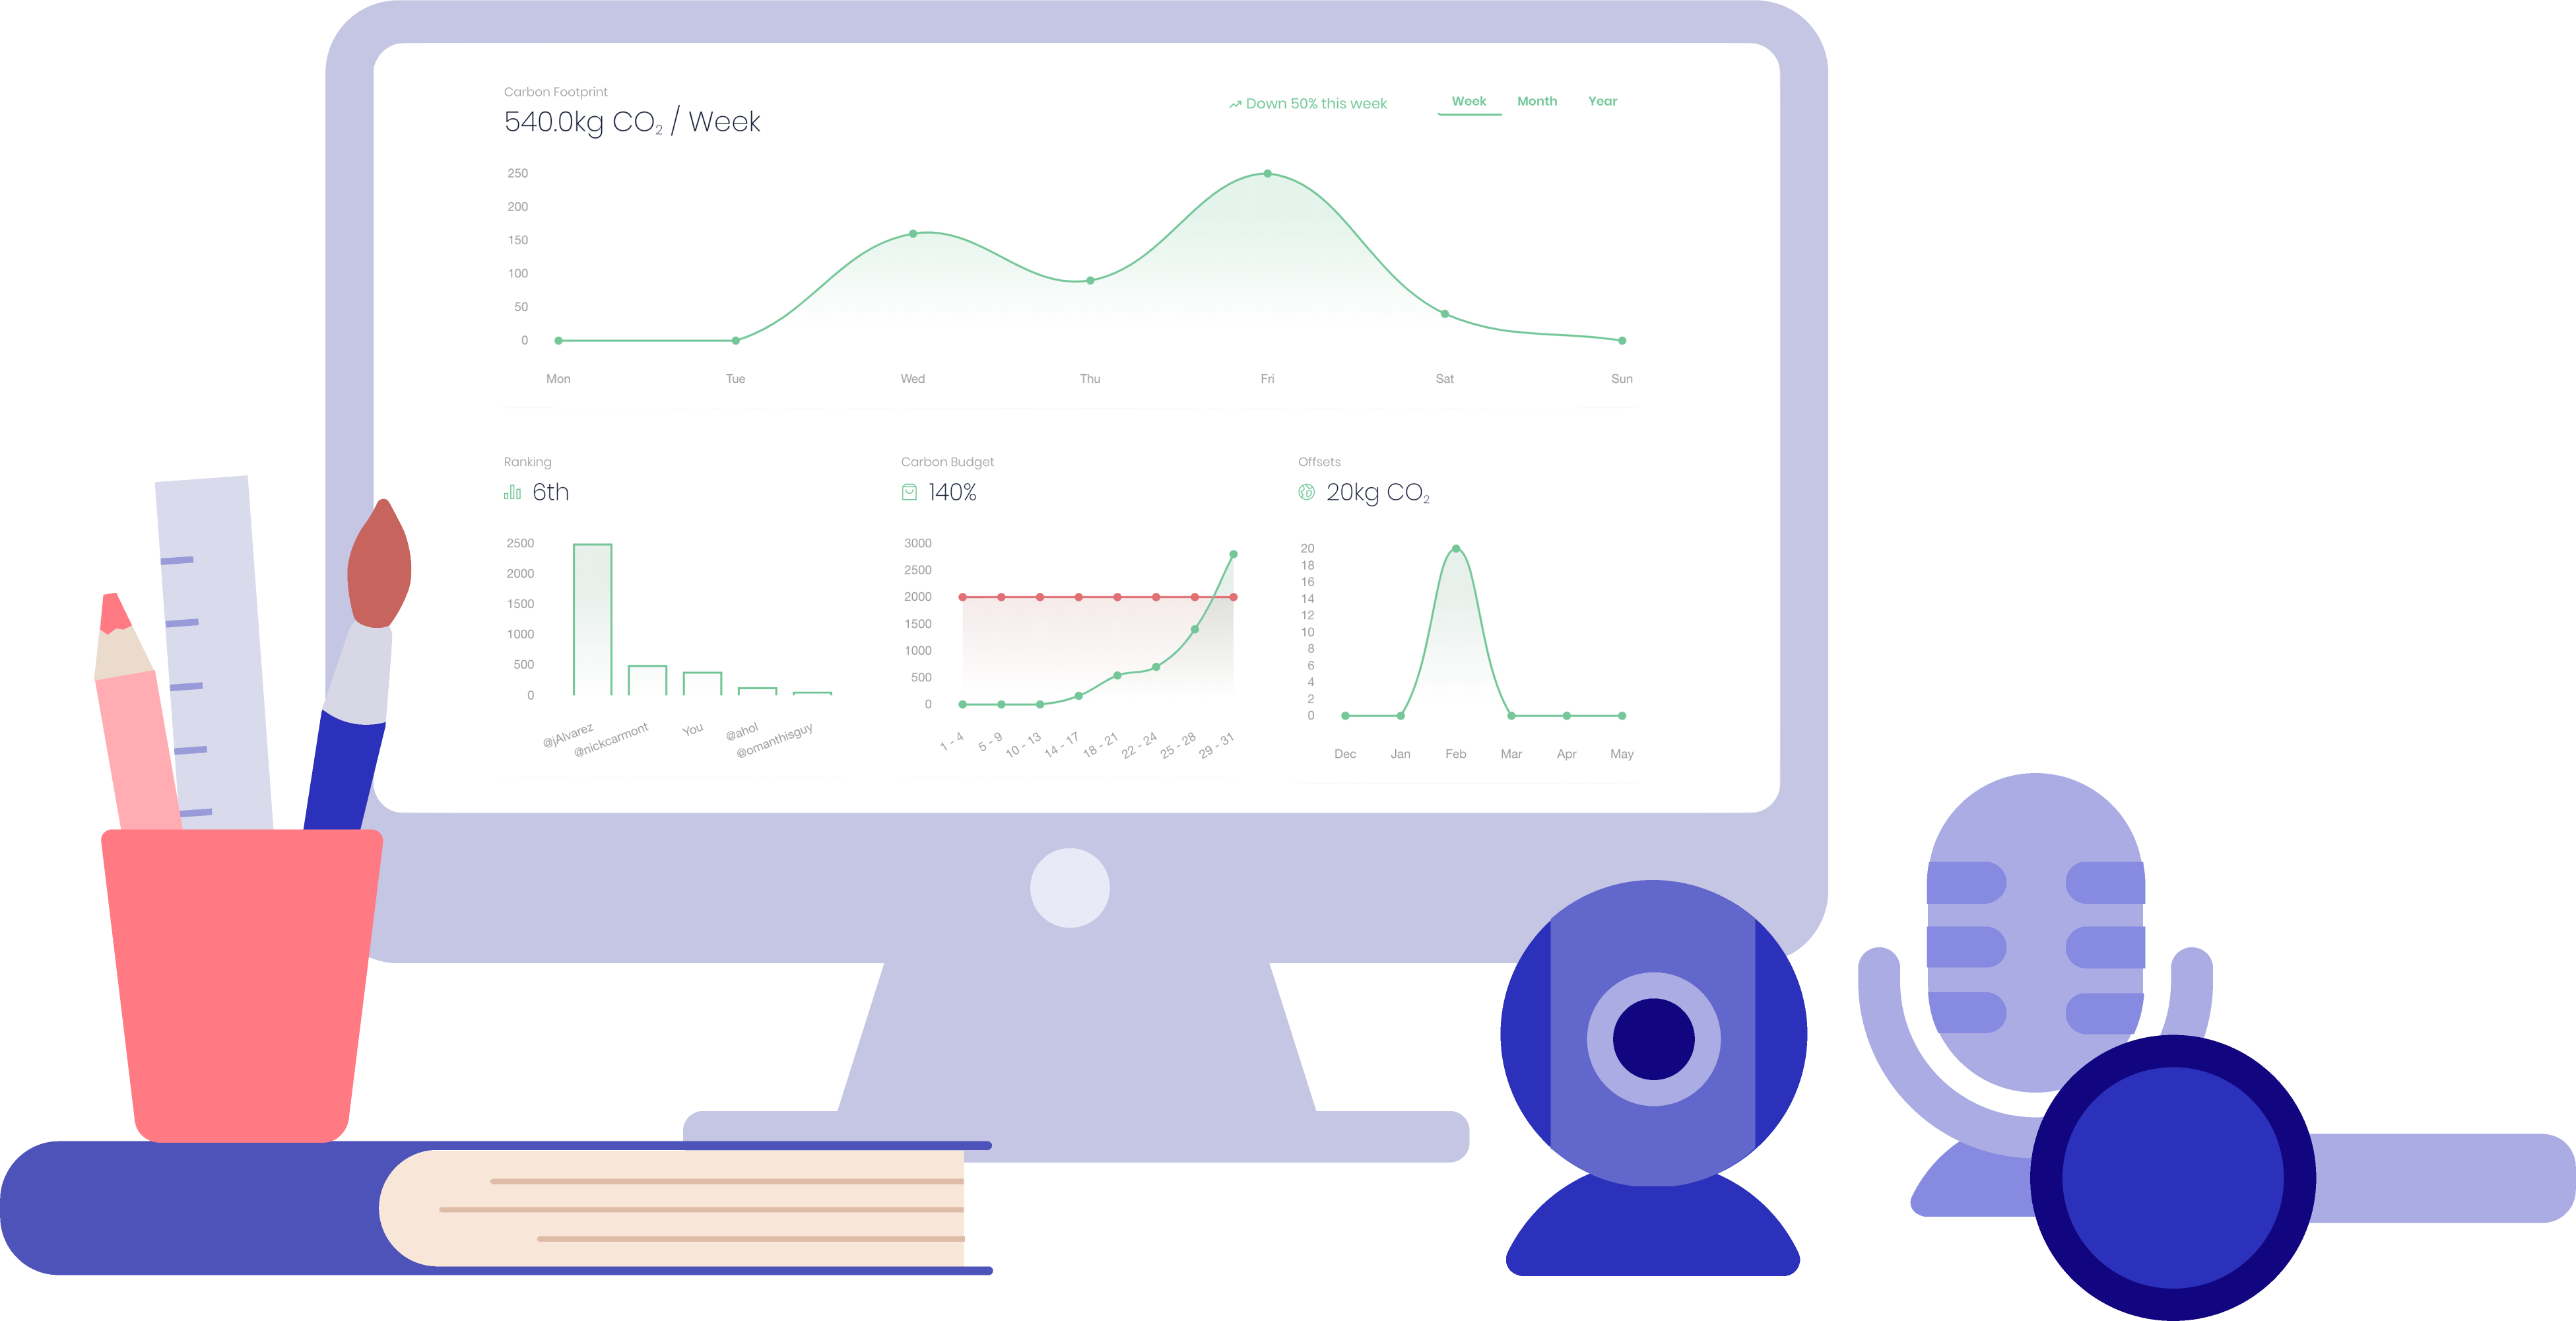 Carbon Footprint
540.0kg CO₂ / Week
Down 50% this week
Week Month Year
250
200
150
100
50
0
Mon Tue Wed Thu Fri Sat Sun
Ranking
6th
2500
2000
1500
1000
500
0
@jAlvarez @nickcarmont You @ahol @omanthisguy
Carbon Budget
140%
3000
2500
2000
1500
1000
500
0
1 - 4 5 - 9 10 - 13 14 - 17 18 - 21 22 - 24 25 - 28 29 - 31
Offsets
20kg CO₂
20
18
16
14
12
10
8
6
4
2
0
Dec Jan Feb Mar Apr May